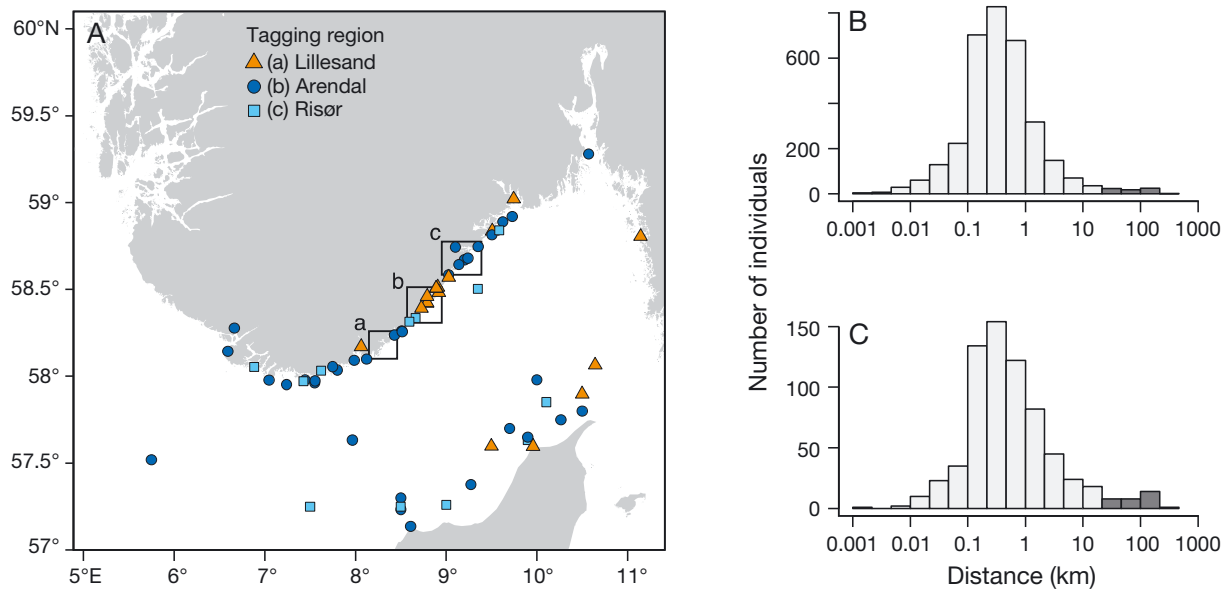 A
Tagging region
(a) Lillesand
(b) Arendal
(c) Risør
60°N
59.5°
59°
58.5°
58°
57.5°
57°
5°E 6° 7° 8° 9° 10° 11°
a
b
c
B
Number of individuals
600
200
0
0.001 0.01 0.1 1 10 100 1000
C
150
100
50
0
0.001 0.01 0.1 1 10 100 1000
Distance (km)